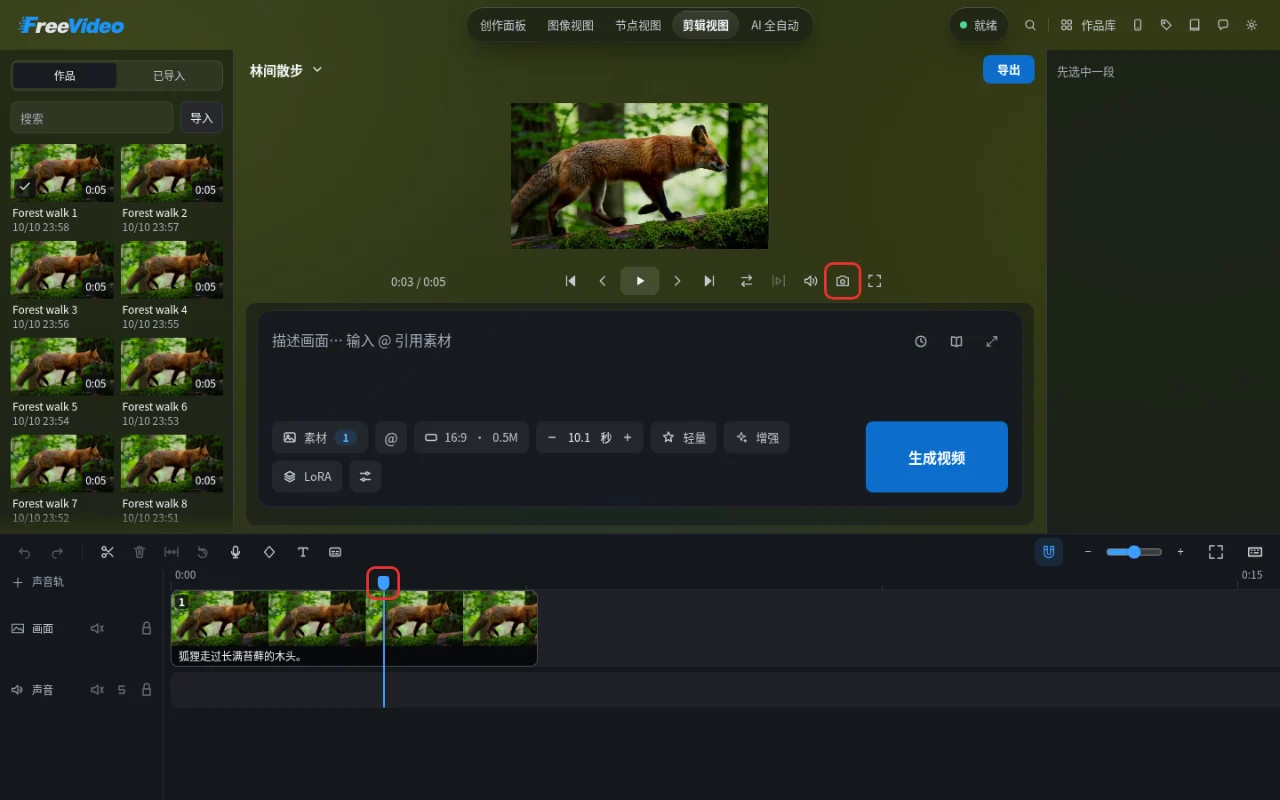 FreeVideo
创作面板
图像视图
节点视图
剪辑视图
AI 全自动
就绪
作品库
作品
已导入
搜索
导入
0:05
0:05
Forest walk 1
Forest walk 2
10/10 23:58
10/10 23:57
0:05
0:05
Forest walk 3
Forest walk 4
10/10 23:56
10/10 23:55
0:05
0:05
Forest walk 5
Forest walk 6
10/10 23:54
10/10 23:53
0:05
0:05
Forest walk 7
Forest walk 8
10/10 23:52
10/10 23:51
林间散步
导出
0:03 / 0:05
先选中一段
描述画面… 输入 @ 引用素材
素材 1
@
16:9 · 0.5M
− 10.1 秒 +
轻量
增强
LoRA
生成视频
T
− +
声音轨
0:00
0:15
画面
1
狐狸走过长满苔藓的木头。
声音
S